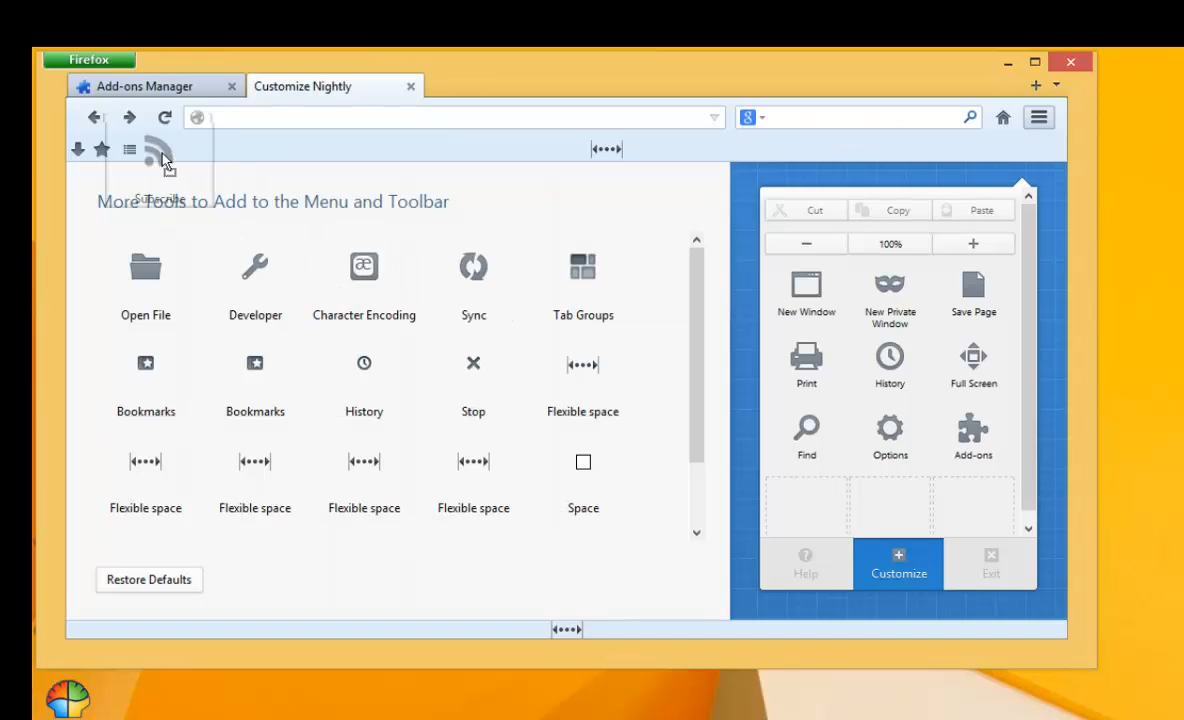 Firefox
Add-ons Manager
Customize Nightly
8
Subscribe
More Tools to Add to the Menu and Toolbar
Cut Copy Paste
100%
æ
Open File Developer Character Encoding Sync Tab Groups
New Window New Private Window Save Page
Bookmarks Bookmarks History Stop Flexible space
Print History Full Screen
Find Options Add-ons
Flexible space Flexible space Flexible space Flexible space Space
Restore Defaults
Help Customize Exit